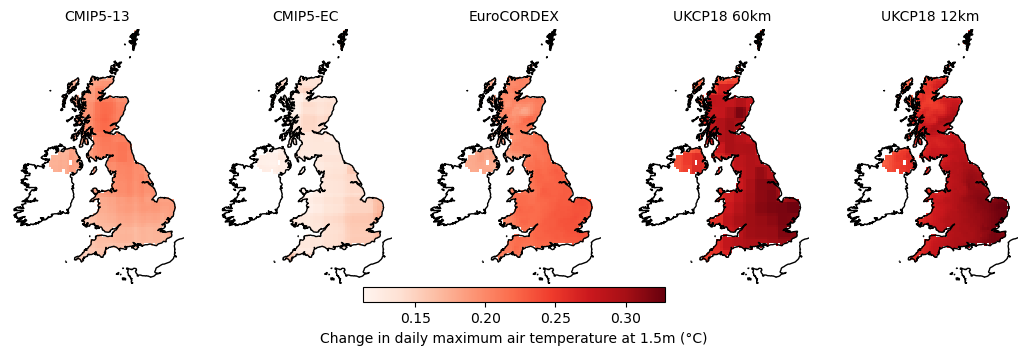 CMIP5-13 CMIP5-EC EuroCORDEX UKCP18 60km UKCP18 12km
0.15 0.20 0.25 0.30
Change in daily maximum air temperature at 1.5m (°C)